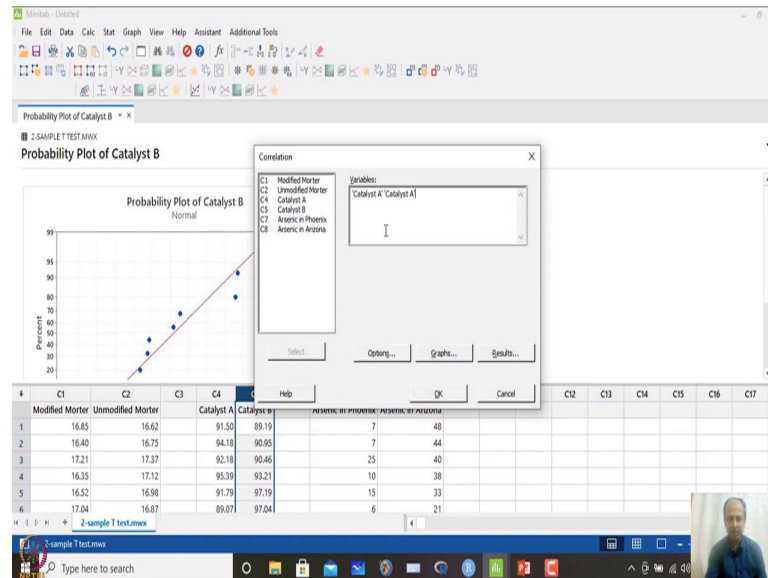 Minitab - Untitled
File Edit Data Calc Stat Graph View Help Assistant Additional Tools
Probability Plot of Catalyst B
2-SAMPLE T TEST.MWX
Probability Plot of Catalyst B
Probability Plot of Catalyst B
Normal
99
95
90
80
70
60
50
40
30
20
Percent
Correlation
C1 Modified Morter
C2 Unmodified Morter
C4 Catalyst A
C5 Catalyst B
C7 Arsenic in Phoenix
C8 Arsenic in Arizona
Variables:
'Catalyst A' 'Catalyst A'
Select
Options...
Graphs...
Results...
Help
OK
Cancel
C1 C2 C3 C4 C12 C13 C14 C15 C16 C17
Modified Morter Unmodified Morter Catalyst A Catalyst B Arsenic in Phoenix Arsenic in Arizona
1 16.85 16.62 91.50 89.19 7 48
2 16.40 16.75 94.18 90.95 7 44
3 17.21 17.37 92.18 90.46 25 40
4 16.35 17.12 95.39 93.21 10 38
5 16.52 16.98 91.79 97.19 15 33
6 17.04 16.87 89.07 97.04 6 21
2-sample T test.mwx
2-sample T test.mwx
NPTEL
Type here to search